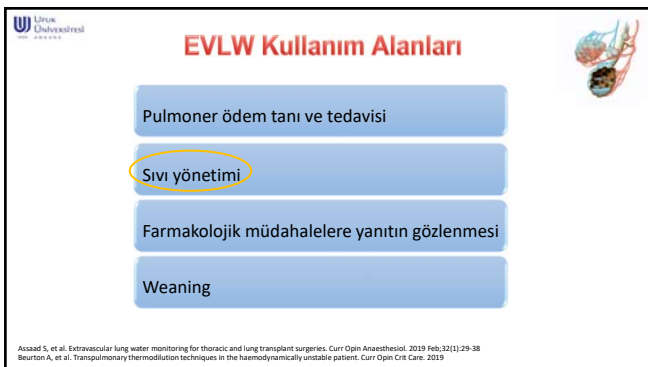 Ufuk
Üniversitesi
ANKARA
EVLW Kullanım Alanları
Pulmoner ödem tanı ve tedavisi
Sıvı yönetimi
Farmakolojik müdahalelere yanıtın gözlenmesi
Weaning
Assaad S, et al. Extravascular lung water monitoring for thoracic and lung transplant surgeries. Curr Opin Anaesthesiol. 2019 Feb;32(1):29-38
Beurton A, et al. Transpulmonary thermodilution techniques in the haemodynamically unstable patient. Curr Opin Crit Care. 2019